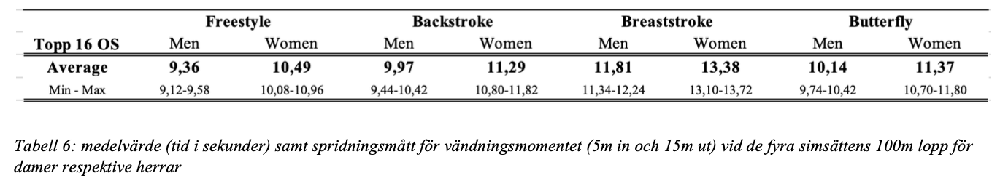 Freestyle Backstroke Breaststroke Butterfly
Topp 16 OS Men Women Men Women Men Women Men Women
Average 9,36 10,49 9,97 11,29 11,81 13,38 10,14 11,37
Min - Max 9,12-9,58 10,08-10,96 9,44-10,42 10,80-11,82 11,34-12,24 13,10-13,72 9,74-10,42 10,70-11,80
Tabell 6: medelvärde (tid i sekunder) samt spridningsmått för vändningsmomentet (5m in och 15m ut) vid de fyra simsättens 100m lopp för
damer respektive herrar